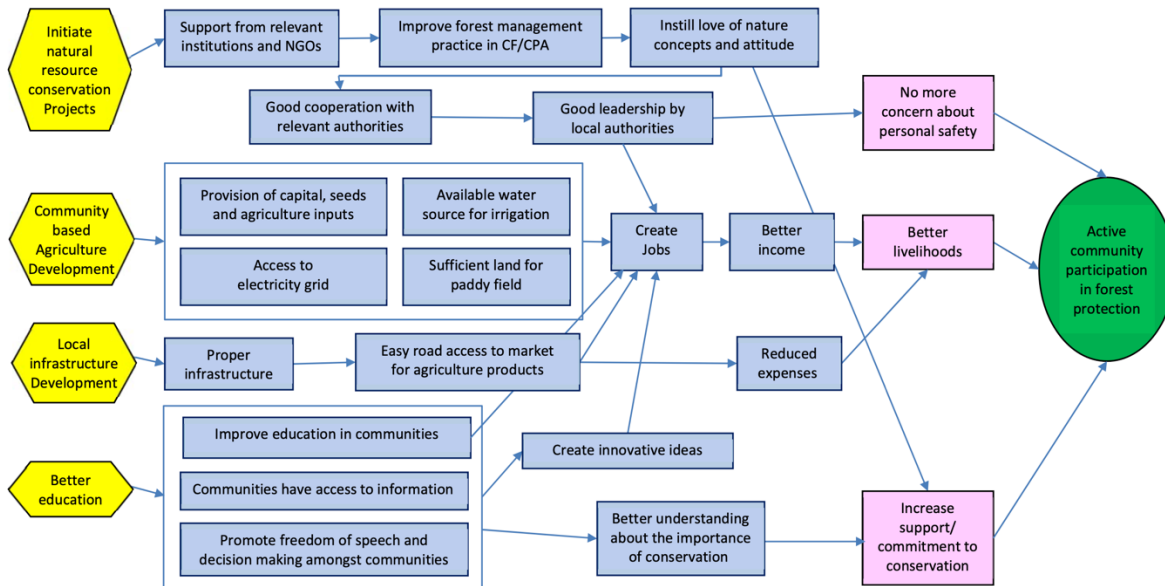 Initiate
natural
resource
conservation
Projects
Support from relevant
institutions and NGOs
Improve forest management
practice in CF/CPA
Instill love of nature
concepts and attitude
Good cooperation with
relevant authorities
Good leadership by
local authorities
No more
concern about
personal safety
Community
based
Agriculture
Development
Provision of capital, seeds
and agriculture inputs
Available water
source for irrigation
Access to
electricity grid
Sufficient land for
paddy field
Create
Jobs
Better
income
Better
livelihoods
Active
community
participation
in forest
protection
Local
infrastructure
Development
Proper
infrastructure
Easy road access to market
for agriculture products
Reduced
expenses
Better
education
Improve education in communities
Communities have access to information
Promote freedom of speech and
decision making amongst communities
Create innovative ideas
Better understanding
about the importance
of conservation
Increase
support/
commitment to
conservation